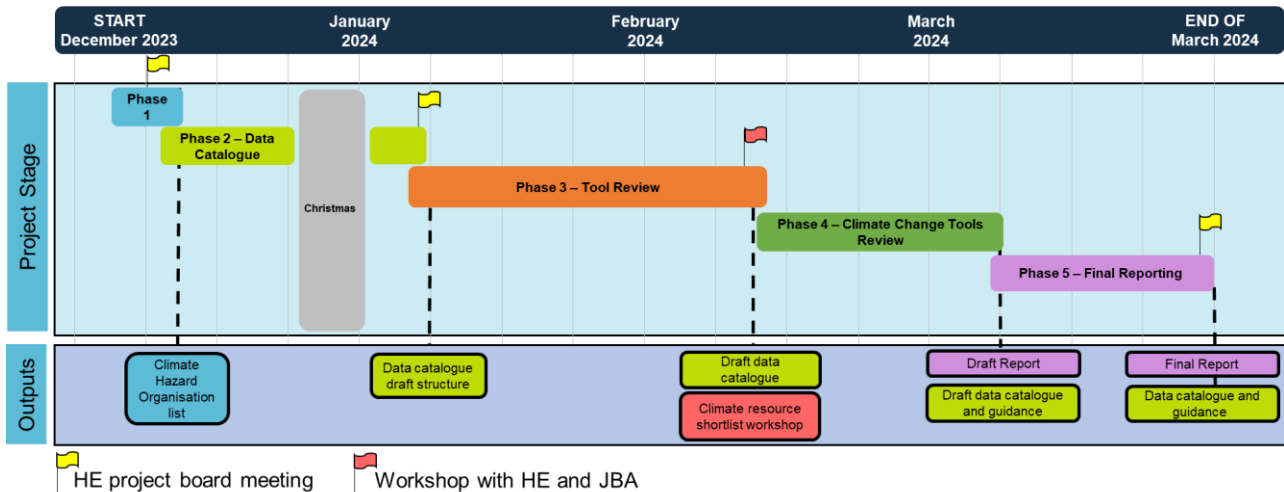 START
December 2023
January
2024
February
2024
March
2024
END OF
March 2024
Project Stage
Phase
1
Phase 2 – Data
Catalogue
Christmas
Phase 3 – Tool Review
Phase 4 – Climate Change Tools
Review
Phase 5 – Final Reporting
Outputs
Climate
Hazard
Organisation
list
Data catalogue
draft structure
Draft data
catalogue
Climate resource
shortlist workshop
Draft Report
Draft data catalogue
and guidance
Final Report
Data catalogue and
guidance
HE project board meeting
Workshop with HE and JBA